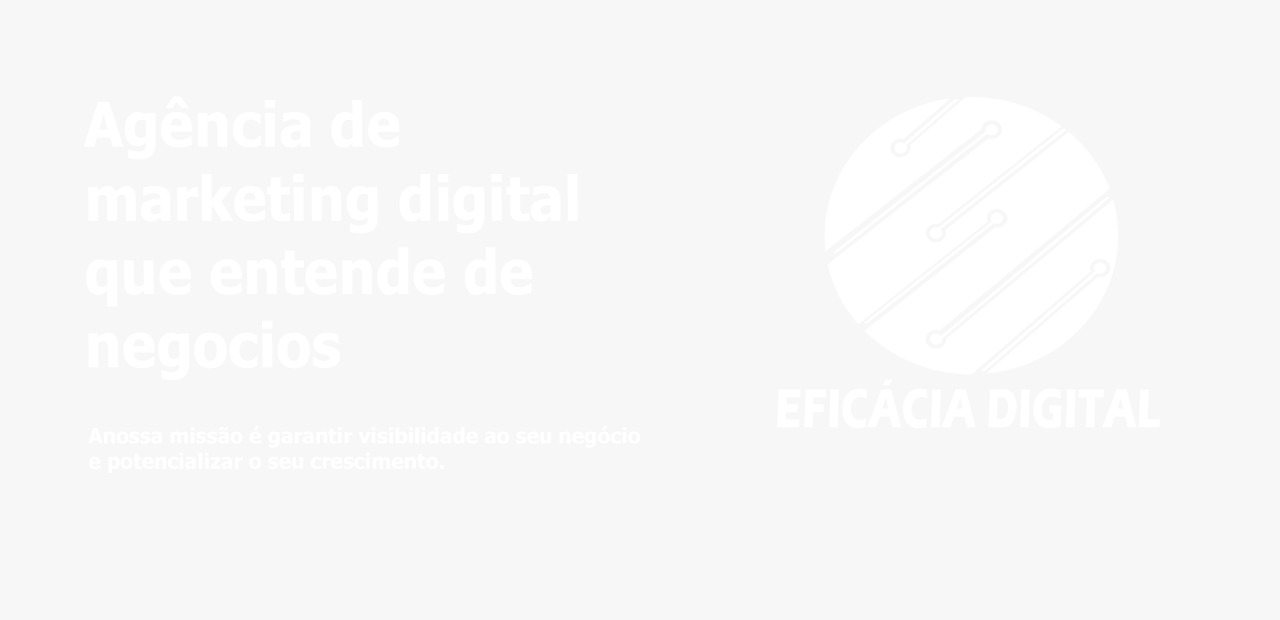 Agência de
marketing digital
que entende de
negocios
Anossa missão é garantir visibilidade ao seu negócio
e potencializar o seu crescimento.
EFICÁCIA DIGITAL